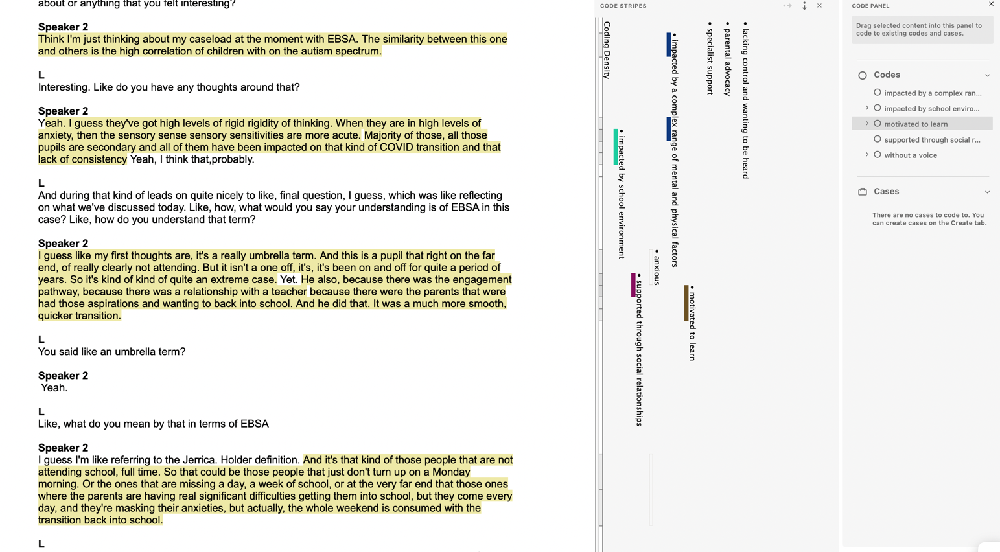 about or anything that you felt interesting?
Speaker 2
Think I'm just thinking about my caseload at the moment with EBSA. The similarity between this one
and others is the high correlation of children with on the autism spectrum.
L
Interesting. Like do you have any thoughts around that?
Speaker 2
Yeah. I guess they've got high levels of rigid rigidity of thinking. When they are in high levels of
anxiety, then the sensory sense sensory sensitivities are more acute. Majority of those, all those
pupils are secondary and all of them have been impacted on that kind of COVID transition and that
lack of consistency Yeah, I think that,probably.
L
And during that kind of leads on quite nicely to like, final question, I guess, which was like reflecting
on what we've discussed today. Like, how, what would you say your understanding is of EBSA in this
case? Like, how do you understand that term?
Speaker 2
I guess like my first thoughts are, it's a really umbrella term. And this is a pupil that right on the far
end, of really clearly not attending. But it isn't a one off, it's, it's been on and off for quite a period of
years. So it's kind of kind of quite an extreme case. Yet. He also, because there was the engagement
pathway, because there was a relationship with a teacher because there were the parents that were
had those aspirations and wanting to back into school. And he did that. It was a much more smooth,
quicker transition.
L
You said like an umbrella term?
Speaker 2
Yeah.
L
Like, what do you mean by that in terms of EBSA
Speaker 2
I guess I'm like referring to the Jerrica. Holder definition. And it's that kind of those people that are not
attending school, full time. So that could be those people that just don't turn up on a Monday
morning. Or the ones that are missing a day, a week of school, or at the very far end that those ones
where the parents are having real significant difficulties getting them into school, but they come every
day, and they're masking their anxieties, but actually, the whole weekend is consumed with the
transition back into school.
L
CODE STRIPES
Coding Density
• impacted by school environment
• supported through social relationships
• anxious
• impacted by a complex range of mental and physical factors
• motivated to learn
• specialist support
• parental advocacy
• lacking control and wanting to be heard
CODE PANEL
Drag selected content into this panel to
code to existing codes and cases.
Codes
impacted by a complex ran...
impacted by school enviro...
motivated to learn
supported through social r...
without a voice
Cases
There are no cases to code to. You
can create cases on the Create tab.